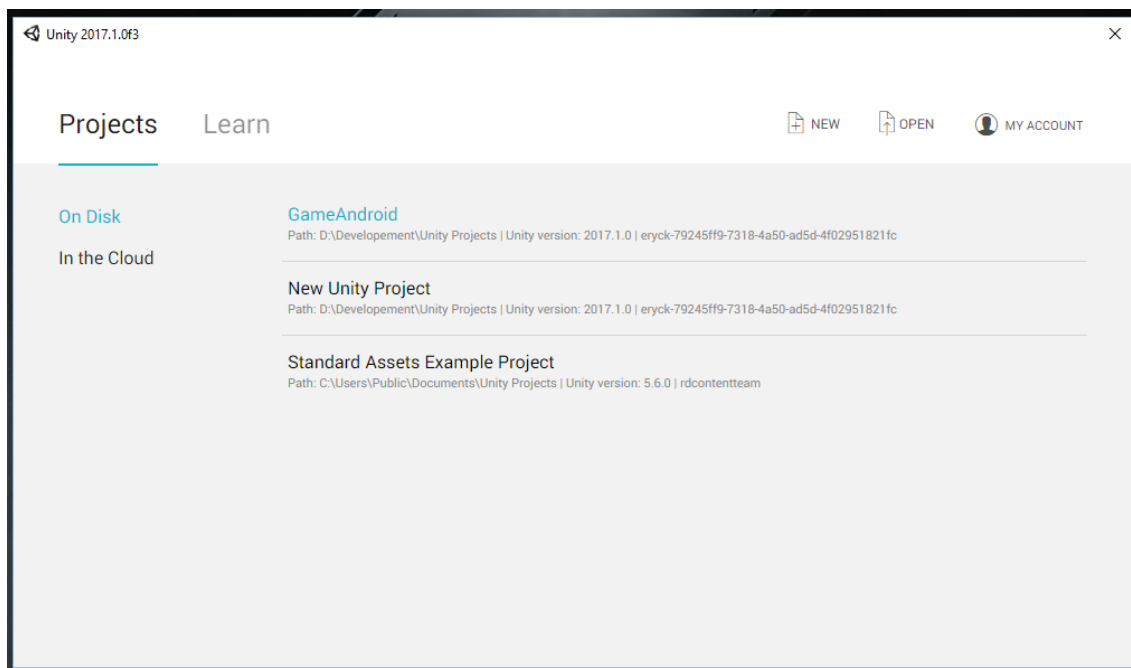 Unity 2017.1.0f3
Projects Learn NEW OPEN MY ACCOUNT
On Disk
In the Cloud
GameAndroid
Path: D:\Developement\Unity Projects | Unity version: 2017.1.0 | eryck-79245ff9-7318-4a50-ad5d-4f02951821fc
New Unity Project
Path: D:\Developement\Unity Projects | Unity version: 2017.1.0 | eryck-79245ff9-7318-4a50-ad5d-4f02951821fc
Standard Assets Example Project
Path: C:\Users\Public\Documents\Unity Projects | Unity version: 5.6.0 | rdcontentteam